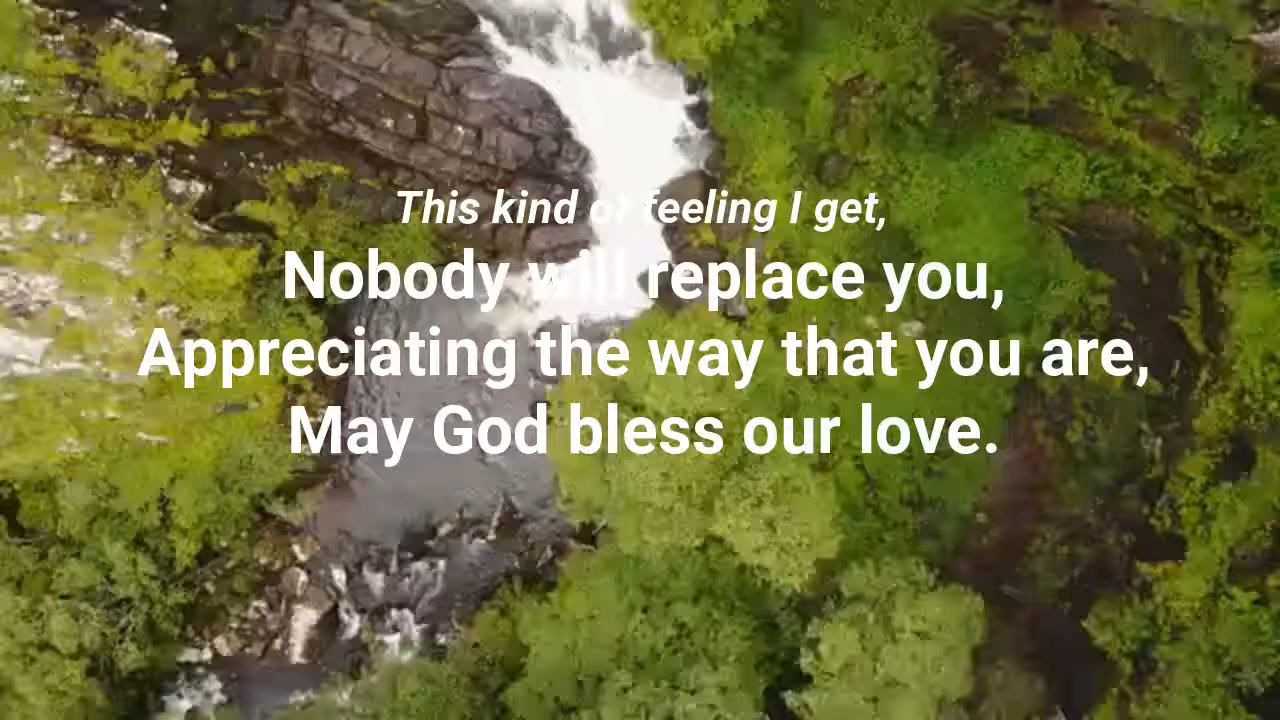 This kind of feeling I get,
Nobody will replace you,
Appreciating the way that you are,
May God bless our love.